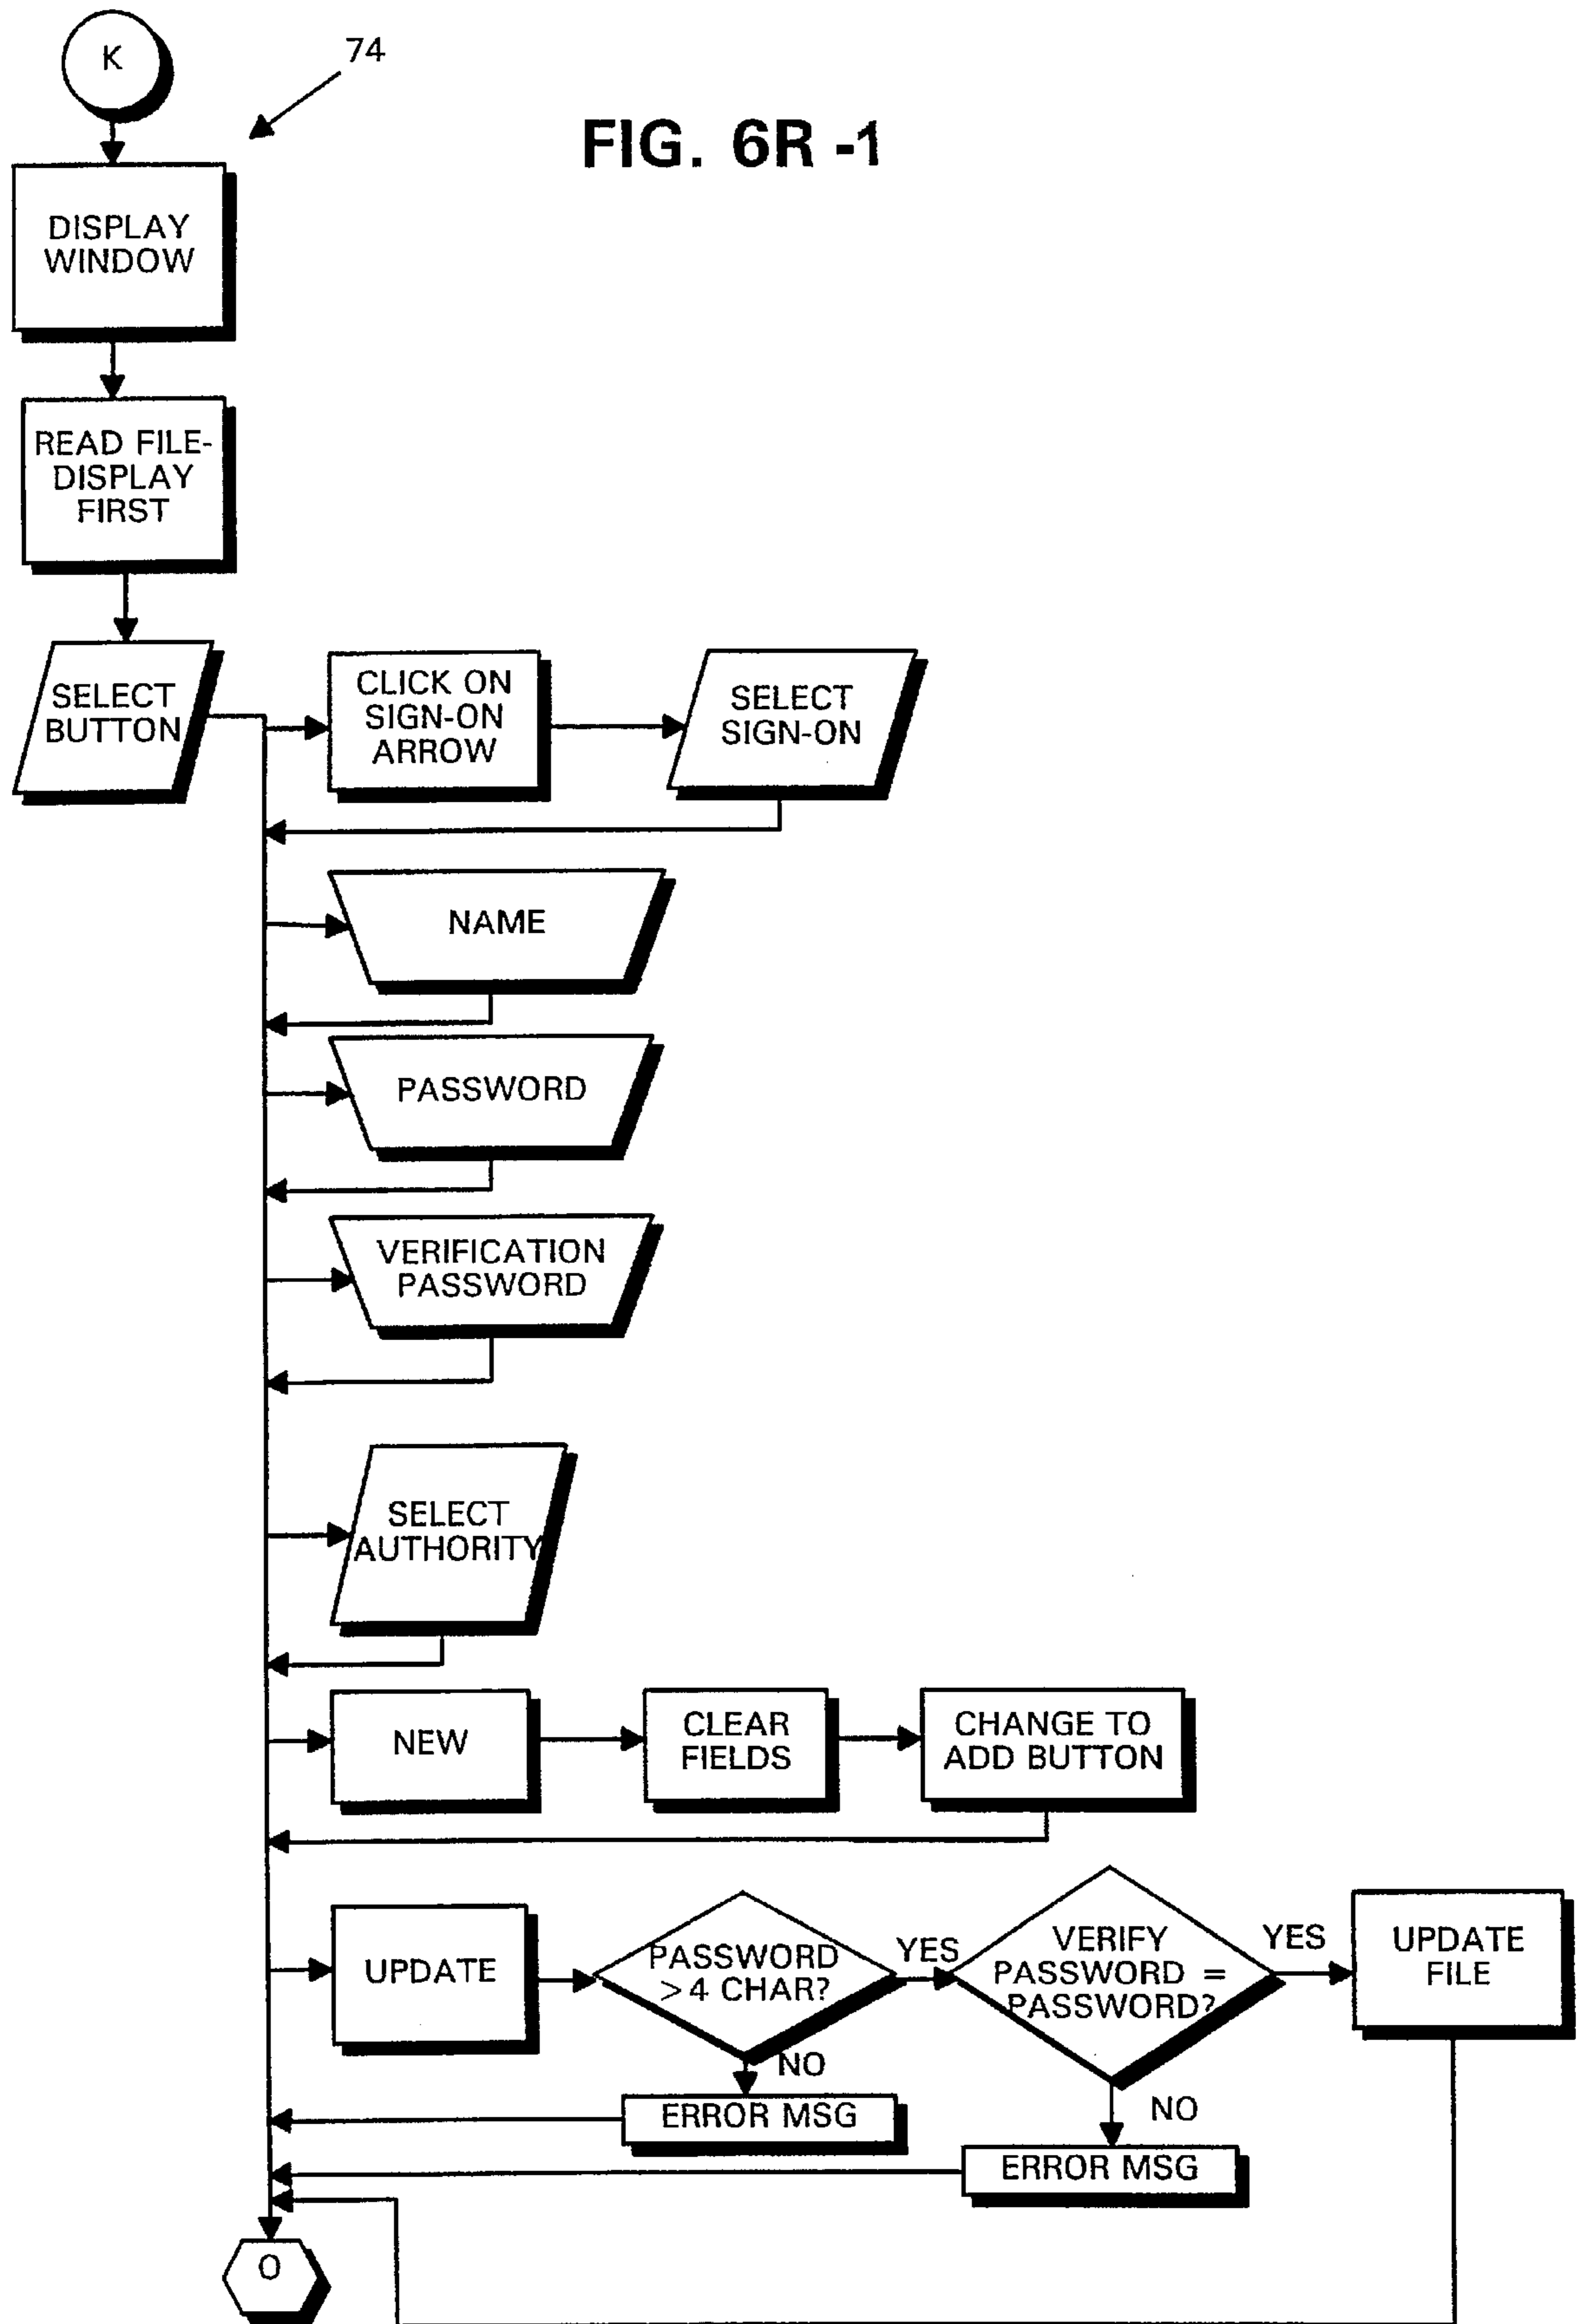 K
74
FIG. 6R -1
DISPLAY
WINDOW
READ FILE-
DISPLAY
FIRST
SELECT
BUTTON
CLICK ON
SIGN-ON
ARROW
SELECT
SIGN-ON
NAME
PASSWORD
VERIFICATION
PASSWORD
SELECT
AUTHORITY
NEW
CLEAR
FIELDS
CHANGE TO
ADD BUTTON
UPDATE
PASSWORD
>4 CHAR?
YES
VERIFY
PASSWORD =
PASSWORD?
YES
UPDATE
FILE
NO
ERROR MSG
NO
ERROR MSG
O